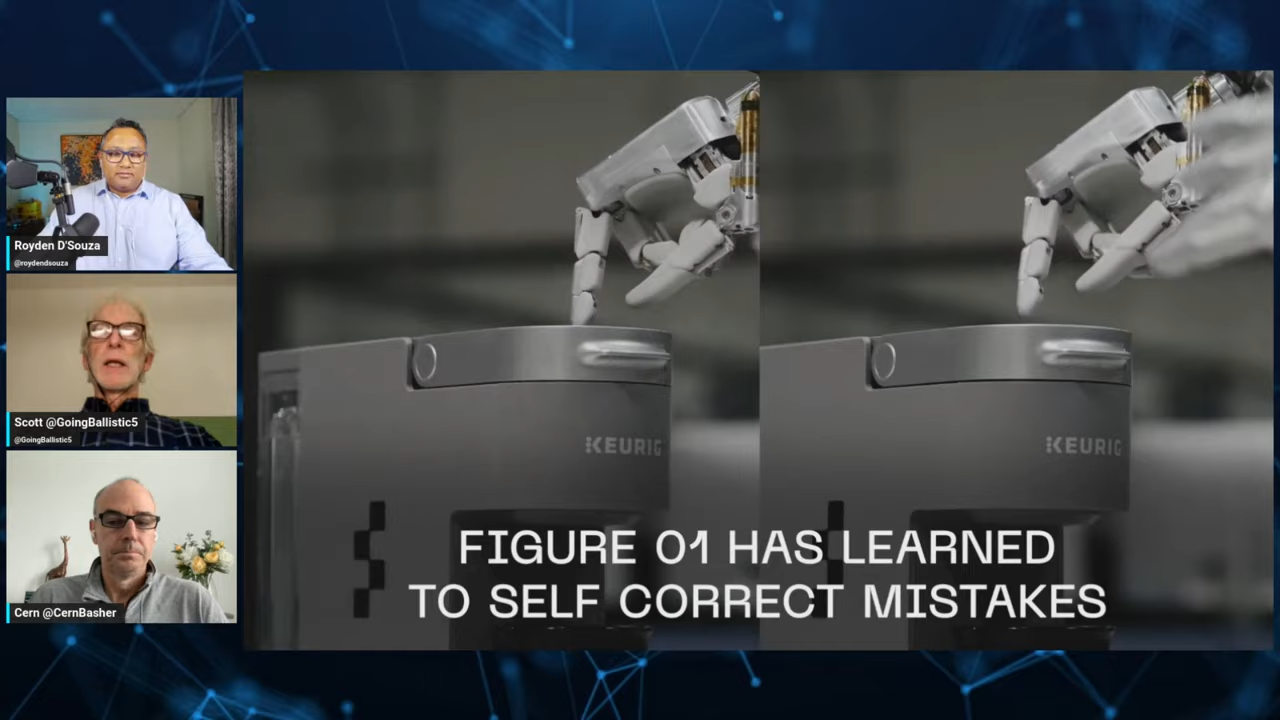 Royden D'Souza
@roydendsouza
Scott @GoingBallistic5
@GoingBallistic5
Cern @CernBasher
KEURIG
KEURIG
FIGURE 01 HAS LEARNED
TO SELF CORRECT MISTAKES